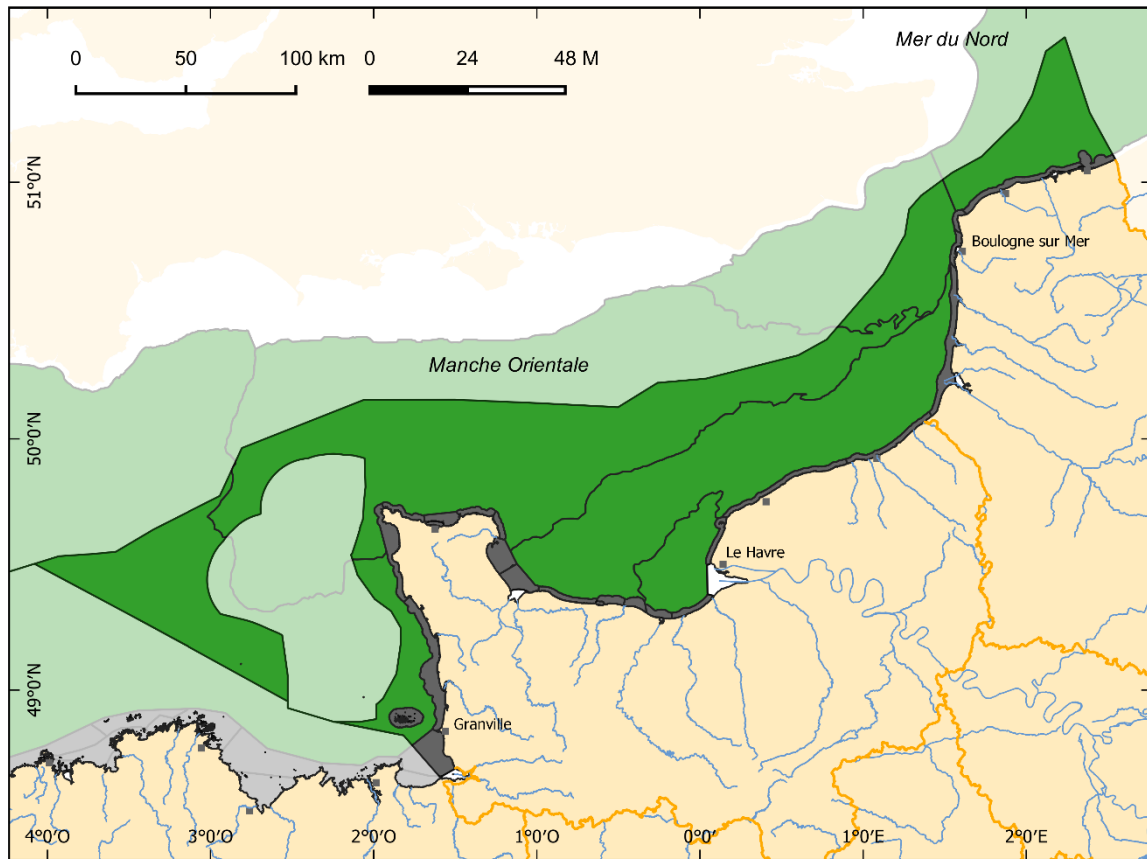 Mer du Nord
0 50 100 km
0 24 48 M
51°0'N
Boulogne sur Mer
Manche Orientale
50°0'N
Le Havre
49°0'N
Granville
4°0'O 3°0'O 2°0'O 1°0'O 0°0'O 1°0'E 2°0'E